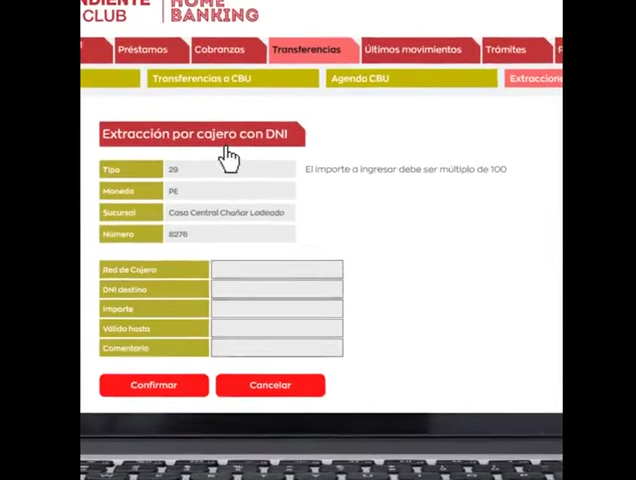 NDIENTE
CLUB
HOME
BANKING
Préstamos
Cobranzas
Transferencias
Últimos movimientos
Trámites
Transferencias a CBU
Agenda CBU
Extraccione
Extracción por cajero con DNI
Tipo 29
El importe a ingresar debe ser múltiplo de 100
Moneda PE
Sucursal Casa Central Chañar Ladeado
Número 8276
Red de Cajero
DNI destino
Importe
Válido hasta
Comentario
Confirmar
Cancelar